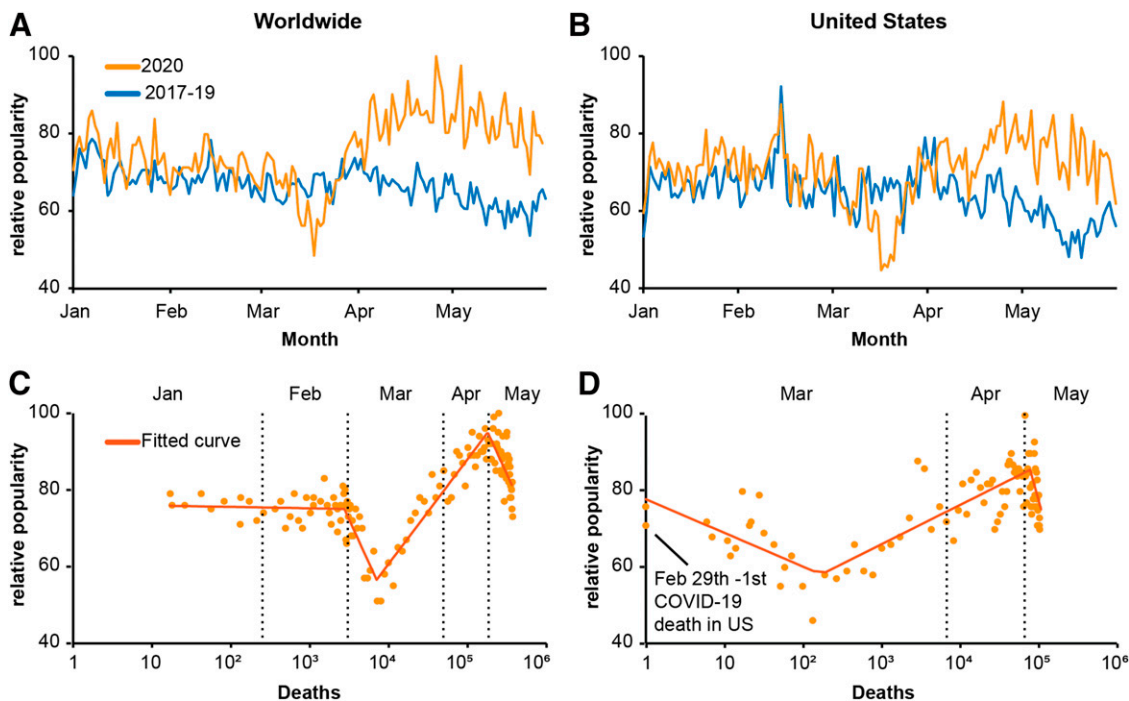 A
Worldwide
100
80
60
40
relative popularity
2020
2017-19
Jan
Feb
Mar
Apr
May
Month
B
United States
100
80
60
40
relative popularity
Jan
Feb
Mar
Apr
May
Month
C
Jan
Feb
Mar
Apr
May
100
80
60
40
relative popularity
Fitted curve
1
10
10²
10³
10⁴
10⁵
10⁶
Deaths
D
Mar
Apr
May
100
80
60
40
relative popularity
Feb 29th -1st
COVID-19
death in US
1
10
10²
10³
10⁴
10⁵
10⁶
Deaths